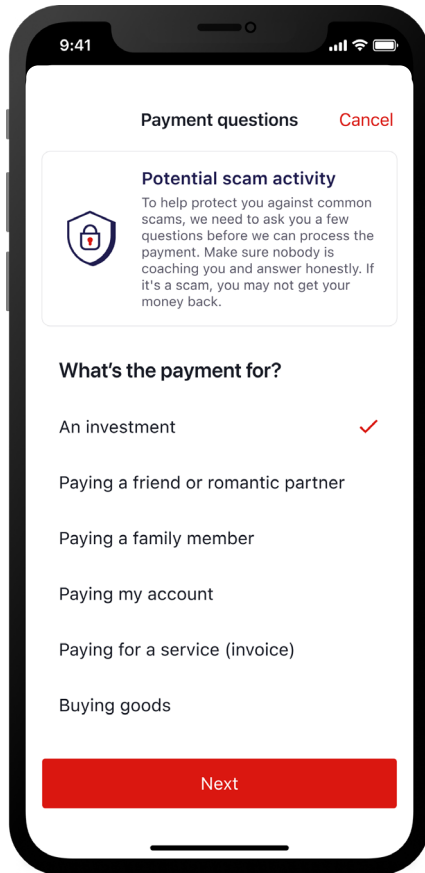 9:41
Payment questions Cancel
Potential scam activity
To help protect you against common
scams, we need to ask you a few
questions before we can process the
payment. Make sure nobody is
coaching you and answer honestly. If
it's a scam, you may not get your
money back.
What's the payment for?
An investment
Paying a friend or romantic partner
Paying a family member
Paying my account
Paying for a service (invoice)
Buying goods
Next